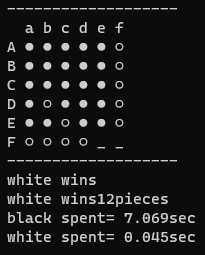 ------------------
a b c d e f
A ● ● ● ● ● ○
B ● ● ● ● ● ○
C ● ● ● ● ● ○
D ● ○ ● ● ● ○
E ● ● ○ ● ● ○
F ○ ○ ○ ○ _ _
------------------
white wins
white wins12pieces
black spent= 7.069sec
white spent= 0.045sec